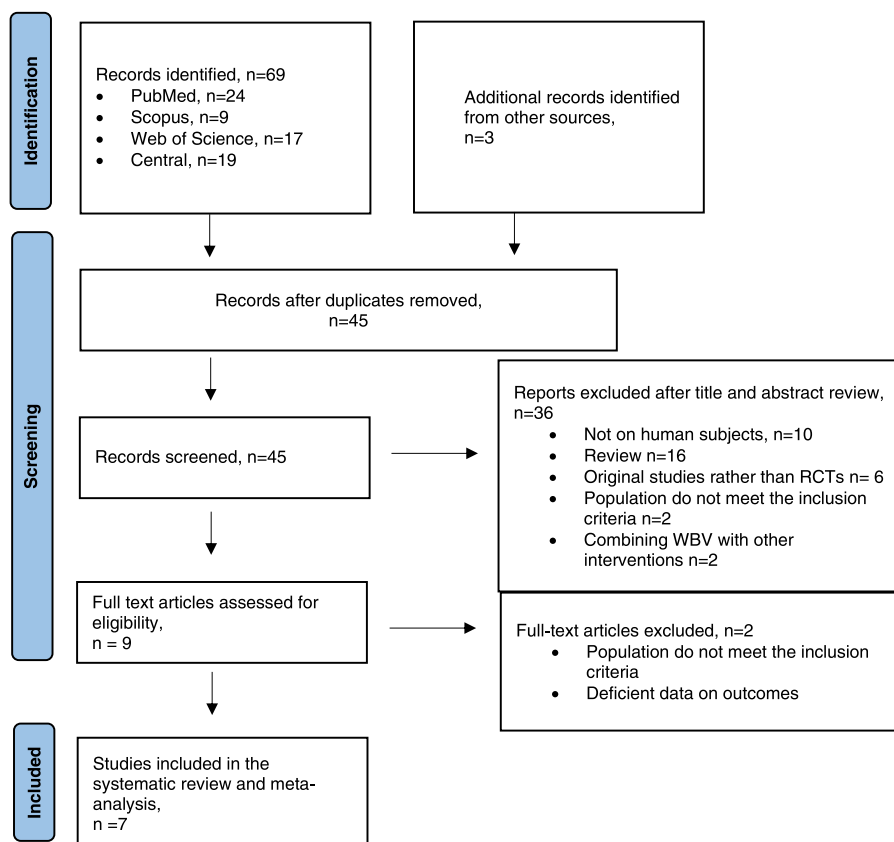 Identification
Records identified, n=69
• PubMed, n=24
• Scopus, n=9
• Web of Science, n=17
• Central, n=19
Additional records identified
from other sources,
n=3
Screening
Records after duplicates removed,
n=45
Records screened, n=45
Reports excluded after title and abstract review,
n=36
• Not on human subjects, n=10
• Review n=16
• Original studies rather than RCTs n= 6
• Population do not meet the inclusion
criteria n=2
• Combining WBV with other
interventions n=2
Full text articles assessed for
eligibility,
n = 9
Full-text articles excluded, n=2
• Population do not meet the inclusion
criteria
• Deficient data on outcomes
Included
Studies included in the
systematic review and meta-
analysis,
n =7